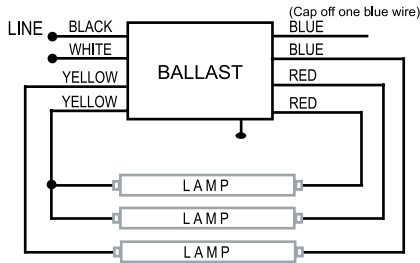 (Cap off one blue wire)
LINE BLACK BLUE
WHITE BLUE
BALLAST
YELLOW RED
YELLOW RED
LAMP
LAMP
LAMP